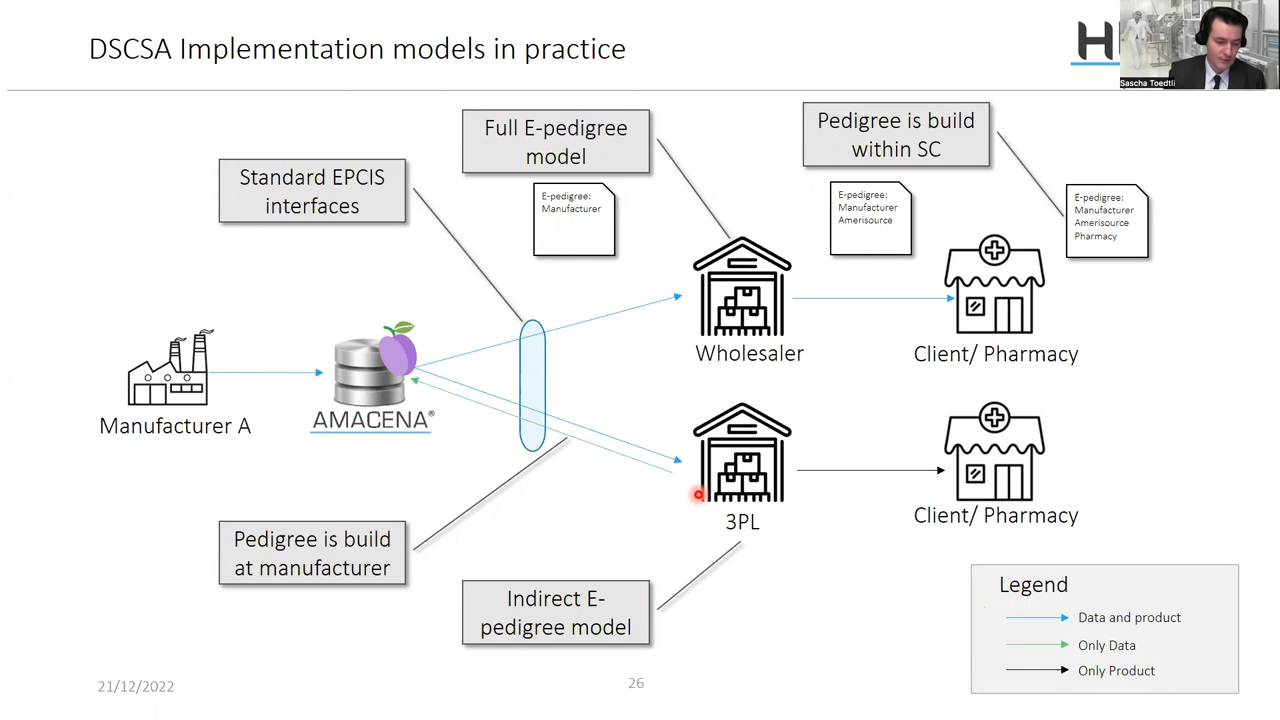 DSCSA Implementation models in practice
Sascha Toedtli
Full E-pedigree
model
Pedigree is build
within SC
Standard EPCIS
interfaces
E-pedigree:
Manufacturer
E-pedigree:
Manufacturer
Amerisource
E-pedigree:
Manufacturer
Amerisource
Pharmacy
Wholesaler
Client/ Pharmacy
Manufacturer A
AMACENA®
3PL
Client/ Pharmacy
Pedigree is build
at manufacturer
Indirect E-
pedigree model
Legend
Data and product
Only Data
Only Product
21/12/2022
26